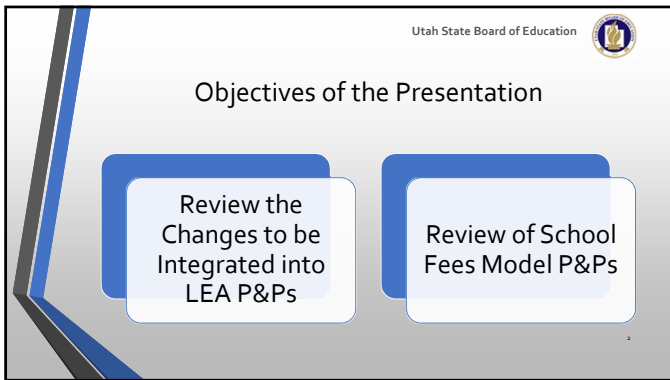 Utah State Board of Education
Objectives of the Presentation
Review the
Changes to be
Integrated into
LEA P&Ps
Review of School
Fees Model P&Ps
2